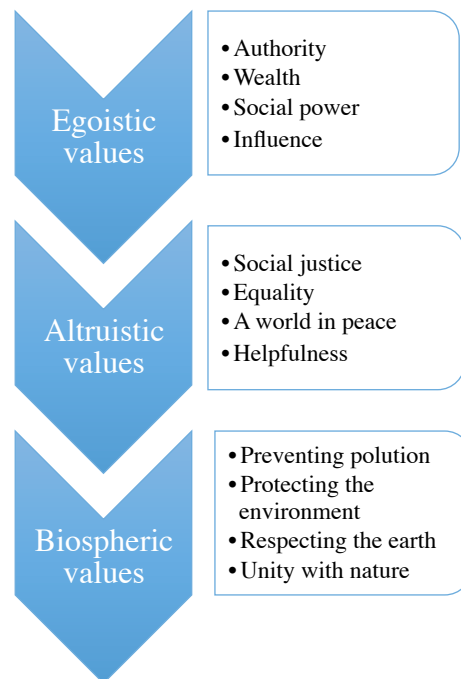 Egoistic
values
• Authority
• Wealth
• Social power
• Influence
Altruistic
values
• Social justice
• Equality
• A world in peace
• Helpfulness
Biospheric
values
• Preventing polution
• Protecting the
environment
• Respecting the earth
• Unity with nature